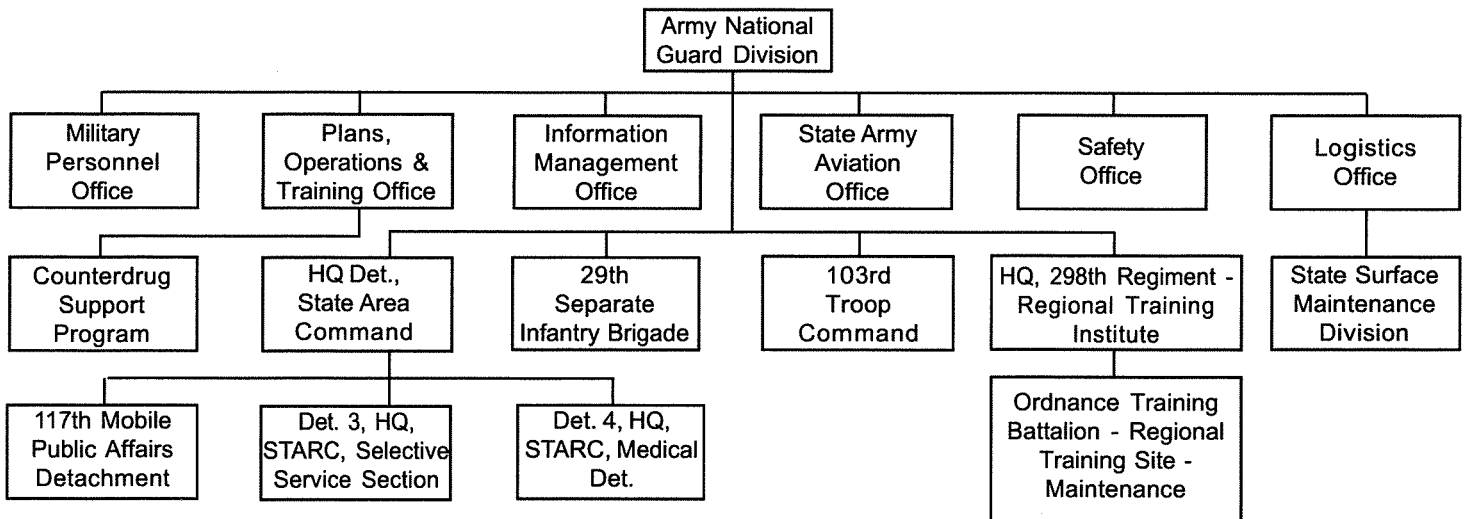 Army National
Guard Division
Military
Personnel
Office
Plans,
Operations &
Training Office
Information
Management
Office
State Army
Aviation
Office
Safety
Office
Logistics
Office
Counterdrug
Support
Program
HQ Det.,
State Area
Command
29th
Separate
Infantry Brigade
103rd
Troop
Command
HQ, 298th Regiment -
Regional Training
Institute
State Surface
Maintenance
Division
117th Mobile
Public Affairs
Detachment
Det. 3, HQ,
STARC, Selective
Service Section
Det. 4, HQ,
STARC, Medical
Det.
Ordnance Training
Battalion - Regional
Training Site -
Maintenance